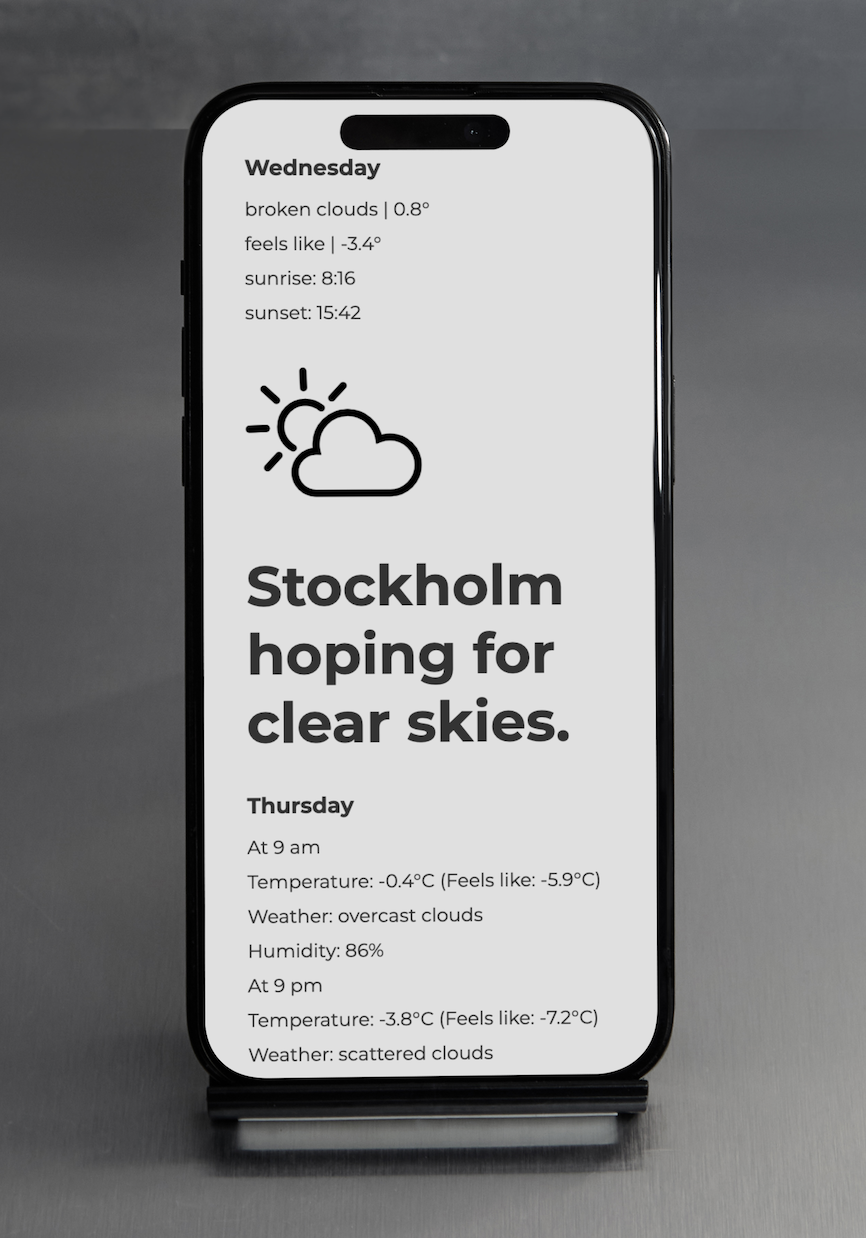 Wednesday
broken clouds | 0.8°
feels like | -3.4°
sunrise: 8:16
sunset: 15:42
Stockholm
hoping for
clear skies.
Thursday
At 9 am
Temperature: -0.4°C (Feels like: -5.9°C)
Weather: overcast clouds
Humidity: 86%
At 9 pm
Temperature: -3.8°C (Feels like: -7.2°C)
Weather: scattered clouds